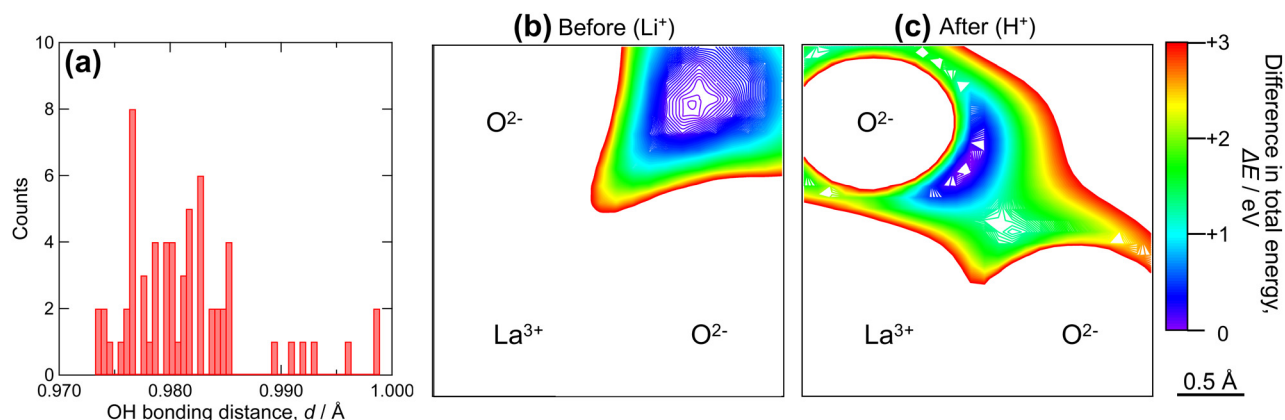 (a)
10
8
6
4
2
0
Counts
0.970
0.980
0.990
1.000
OH bonding distance, d / Å
(b) Before (Li⁺)
O²⁻
La³⁺
O²⁻
(c) After (H⁺)
O²⁻
La³⁺
O²⁻
+3
+2
+1
0
Difference in total energy,
ΔE / eV
0.5 Å